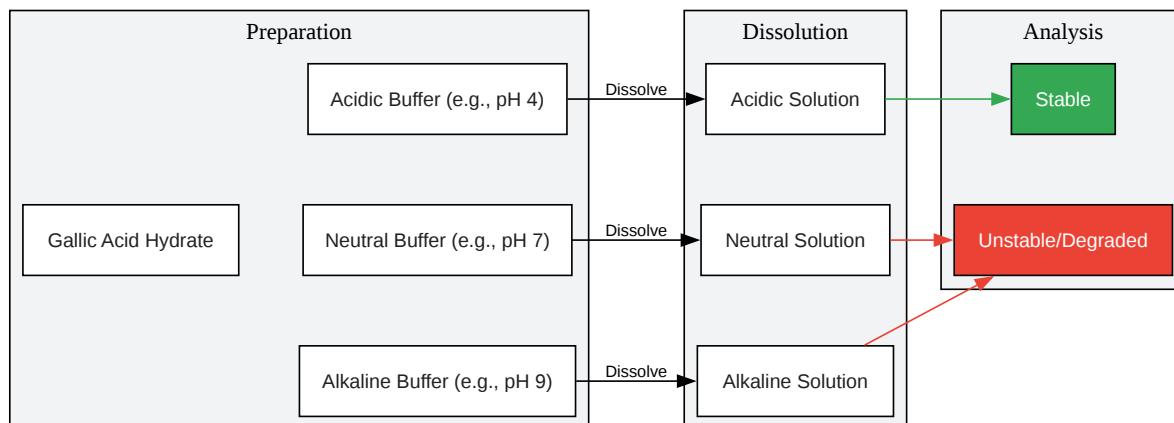 Preparation
Dissolution
Analysis
Acidic Buffer (e.g., pH 4)
Dissolve
Acidic Solution
Stable
Gallic Acid Hydrate
Neutral Buffer (e.g., pH 7)
Dissolve
Neutral Solution
Unstable/Degraded
Alkaline Buffer (e.g., pH 9)
Dissolve
Alkaline Solution